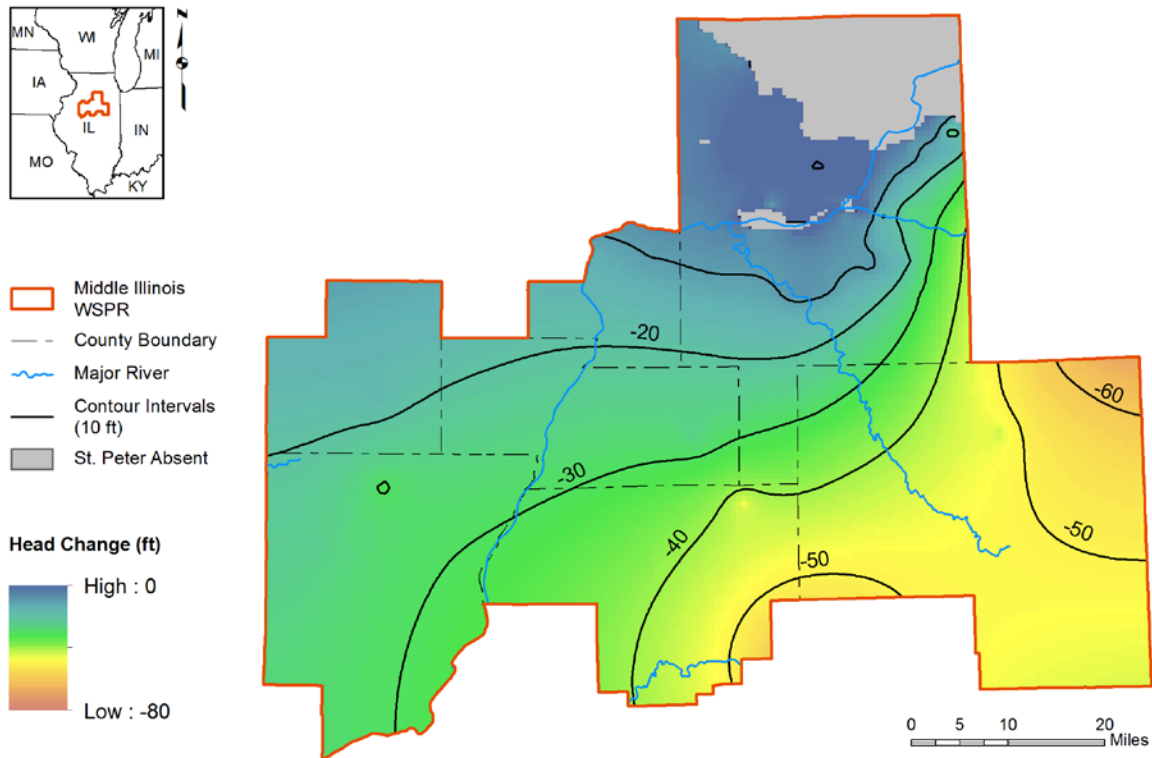 MN
WI
MI
IA
IL
IN
MO
KY
N
Middle Illinois
WSPR
County Boundary
Major River
Contour Intervals
(10 ft)
St. Peter Absent
Head Change (ft)
High : 0
Low : -80
-20
-30
-40
-50
-50
-60
0 5 10 20
Miles